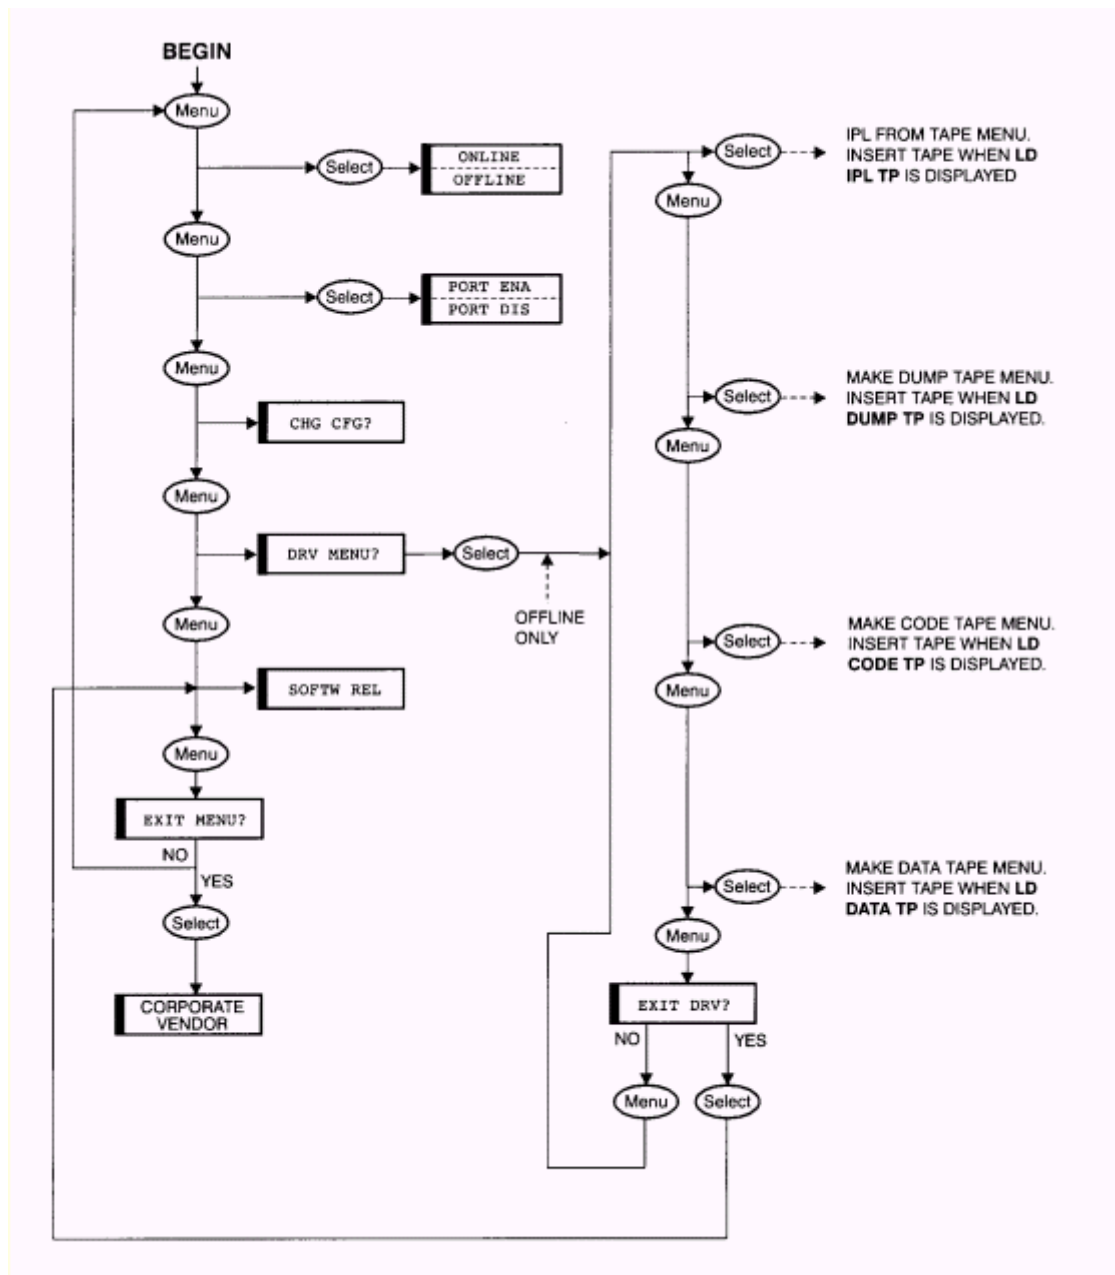 BEGIN
Menu
Select
ONLINE
OFFLINE
Menu
Select
PORT ENA
PORT DIS
Menu
CHG CFG?
Menu
DRV MENU?
Select
OFFLINE
ONLY
Menu
SOFTW REL
Menu
EXIT MENU?
NO
YES
Select
CORPORATE
VENDOR
Select
IPL FROM TAPE MENU.
INSERT TAPE WHEN LD
IPL TP IS DISPLAYED
Menu
Select
MAKE DUMP TAPE MENU.
INSERT TAPE WHEN LD
DUMP TP IS DISPLAYED.
Menu
Select
MAKE CODE TAPE MENU.
INSERT TAPE WHEN LD
CODE TP IS DISPLAYED.
Menu
Select
MAKE DATA TAPE MENU.
INSERT TAPE WHEN LD
DATA TP IS DISPLAYED.
Menu
EXIT DRV?
NO
YES
Menu
Select